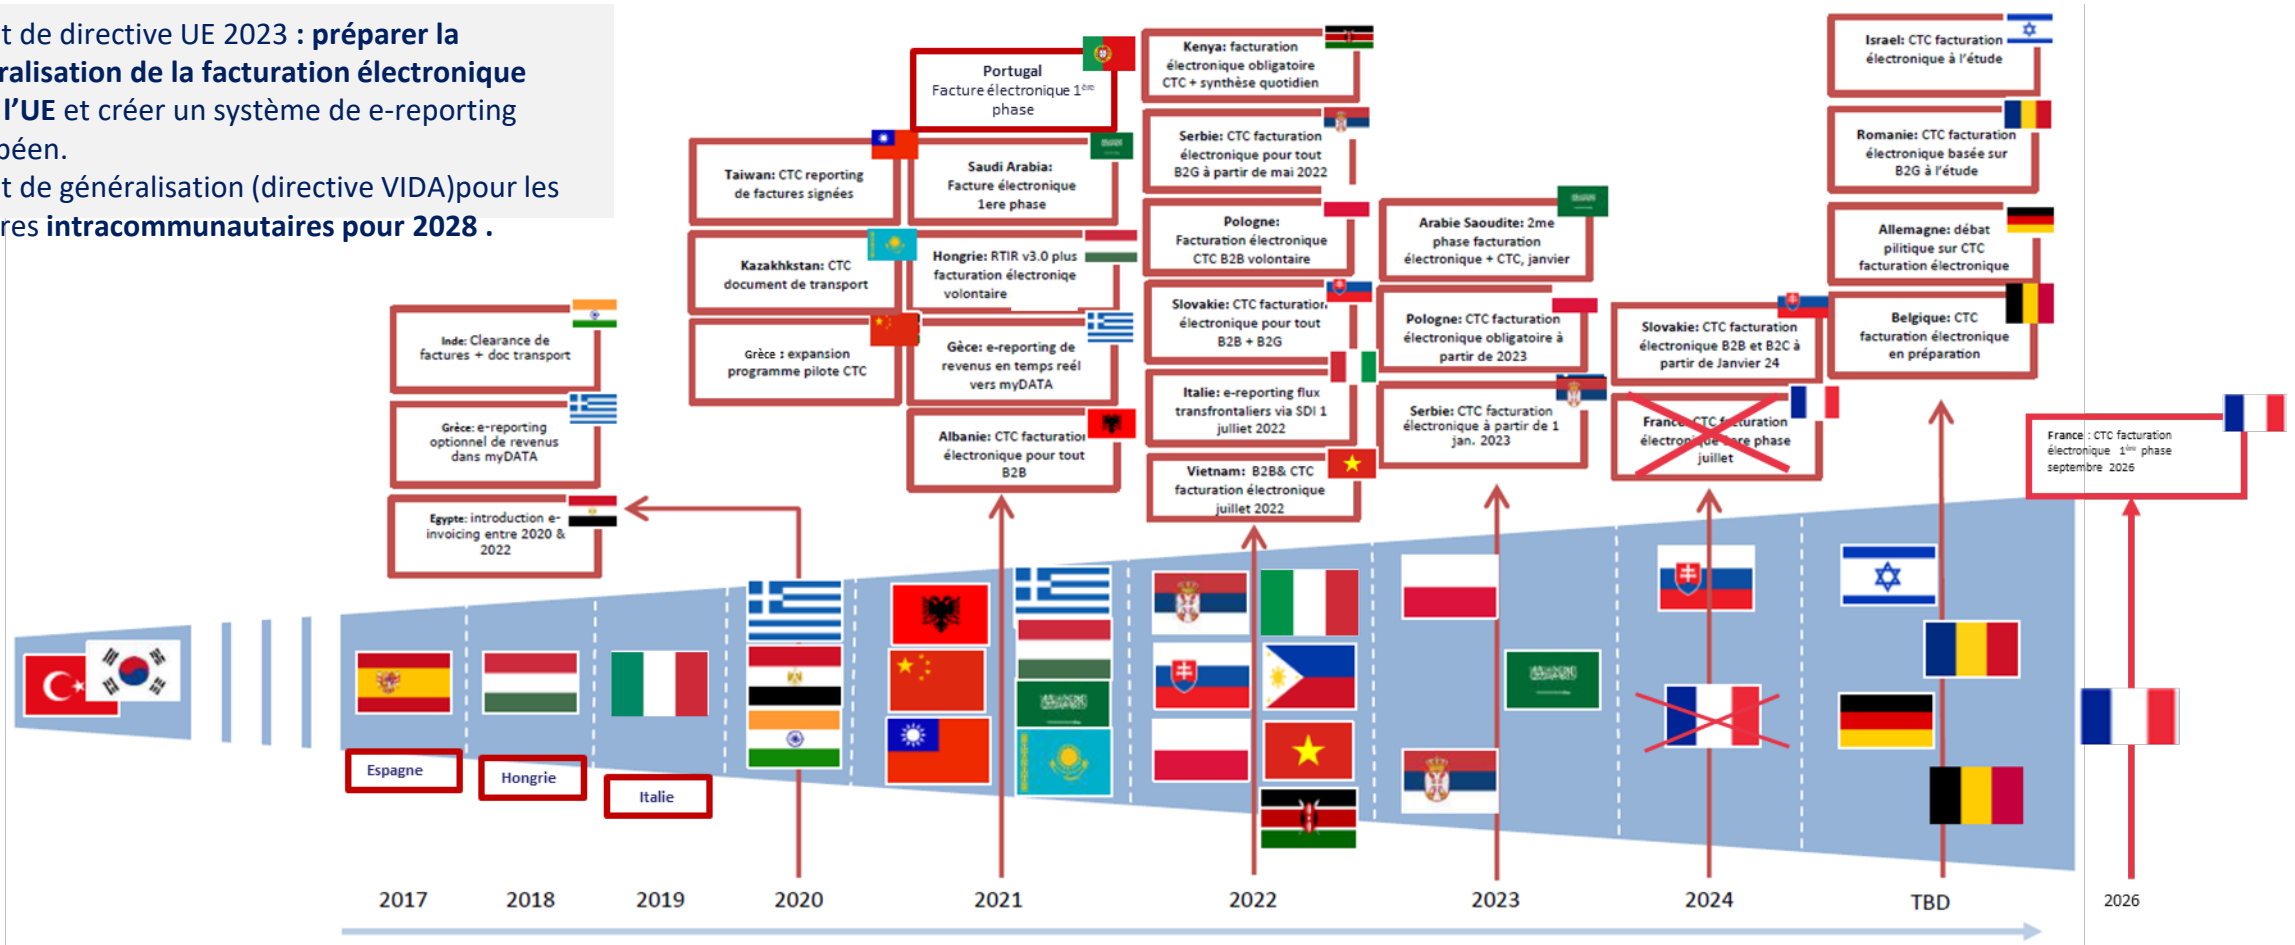 t de directive UE 2023 : préparer la
ralisation de la facturation électronique
l'UE et créer un système de e-reporting
péen.
t de généralisation (directive VIDA)pour les
res intracommunautaires pour 2028 .
Inde: Clearance de
factures + doc transport
Grèce: e-reporting
optionnel de revenus
dans myDATA
Egypte: introduction e-
invoicing entre 2020 &
2022
Taiwan: CTC reporting
de factures signées
Kazakhkstan: CTC
document de transport
Grèce : expansion
programme pilote CTC
Portugal
Facture électronique 1ère
phase
Saudi Arabia:
Facture électronique
1ere phase
Hongrie: RTIR v3.0 plus
facturation électroniqe
volontaire
Gèce: e-reporting de
revenus en temps reél
vers myDATA
Albanie: CTC facturation
électronique pour tout
B2B
Kenya: facturation
électronique obligatoire
CTC + synthèse quotidien
Serbie: CTC facturation
électronique pour tout
B2G à partir de mai 2022
Pologne:
Facturation électronique
CTC B2B volontaire
Slovakie: CTC facturation
électronique pour tout
B2B + B2G
Italie: e-reporting flux
transfrontaliers via SDI 1
julliet 2022
Vietnam: B2B& CTC
facturation électronique
juillet 2022
Arabie Saoudite: 2me
phase facturation
électronique + CTC, janvier
Pologne: CTC facturation
électronique obligatoire à
partir de 2023
Serbie: CTC facturation
électronique à partir de 1
jan. 2023
Slovakie: CTC facturation
électronique B2B et B2C à
partir de Janvier 24
France: CTC facturation
électronique 1ere phase
juillet
Israel: CTC facturation
électronique à l'étude
Romanie: CTC facturation
électronique basée sur
B2G à l'étude
Allemagne: débat
pilitique sur CTC
facturation électronique
Belgique: CTC
facturation électronique
en préparation
France : CTC facturation
électronique 1ère phase
septembre 2026
Espagne
Hongrie
Italie
2017
2018
2019
2020
2021
2022
2023
2024
TBD
2026